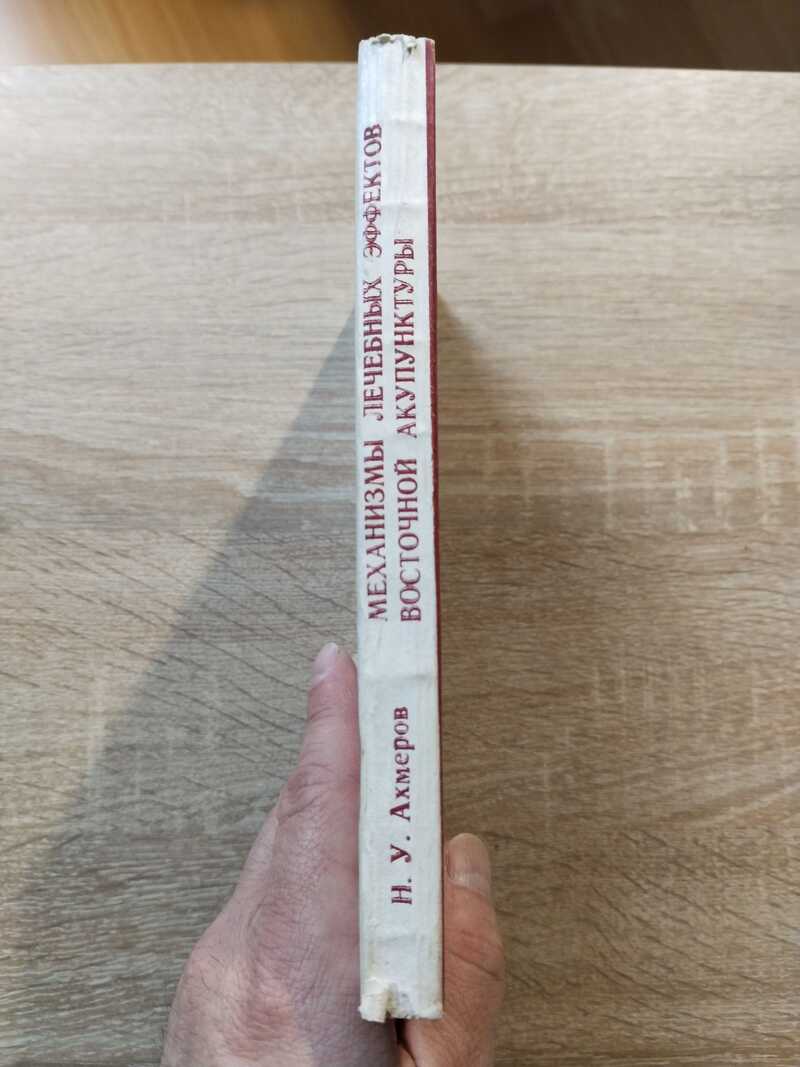 Н. У. Ахмеров
МЕХАНИЗМЫ ЛЕЧЕБНЫХ ЭФФЕКТОВ
ВОСТОЧНОЙ АКУПУНКТУРЫ